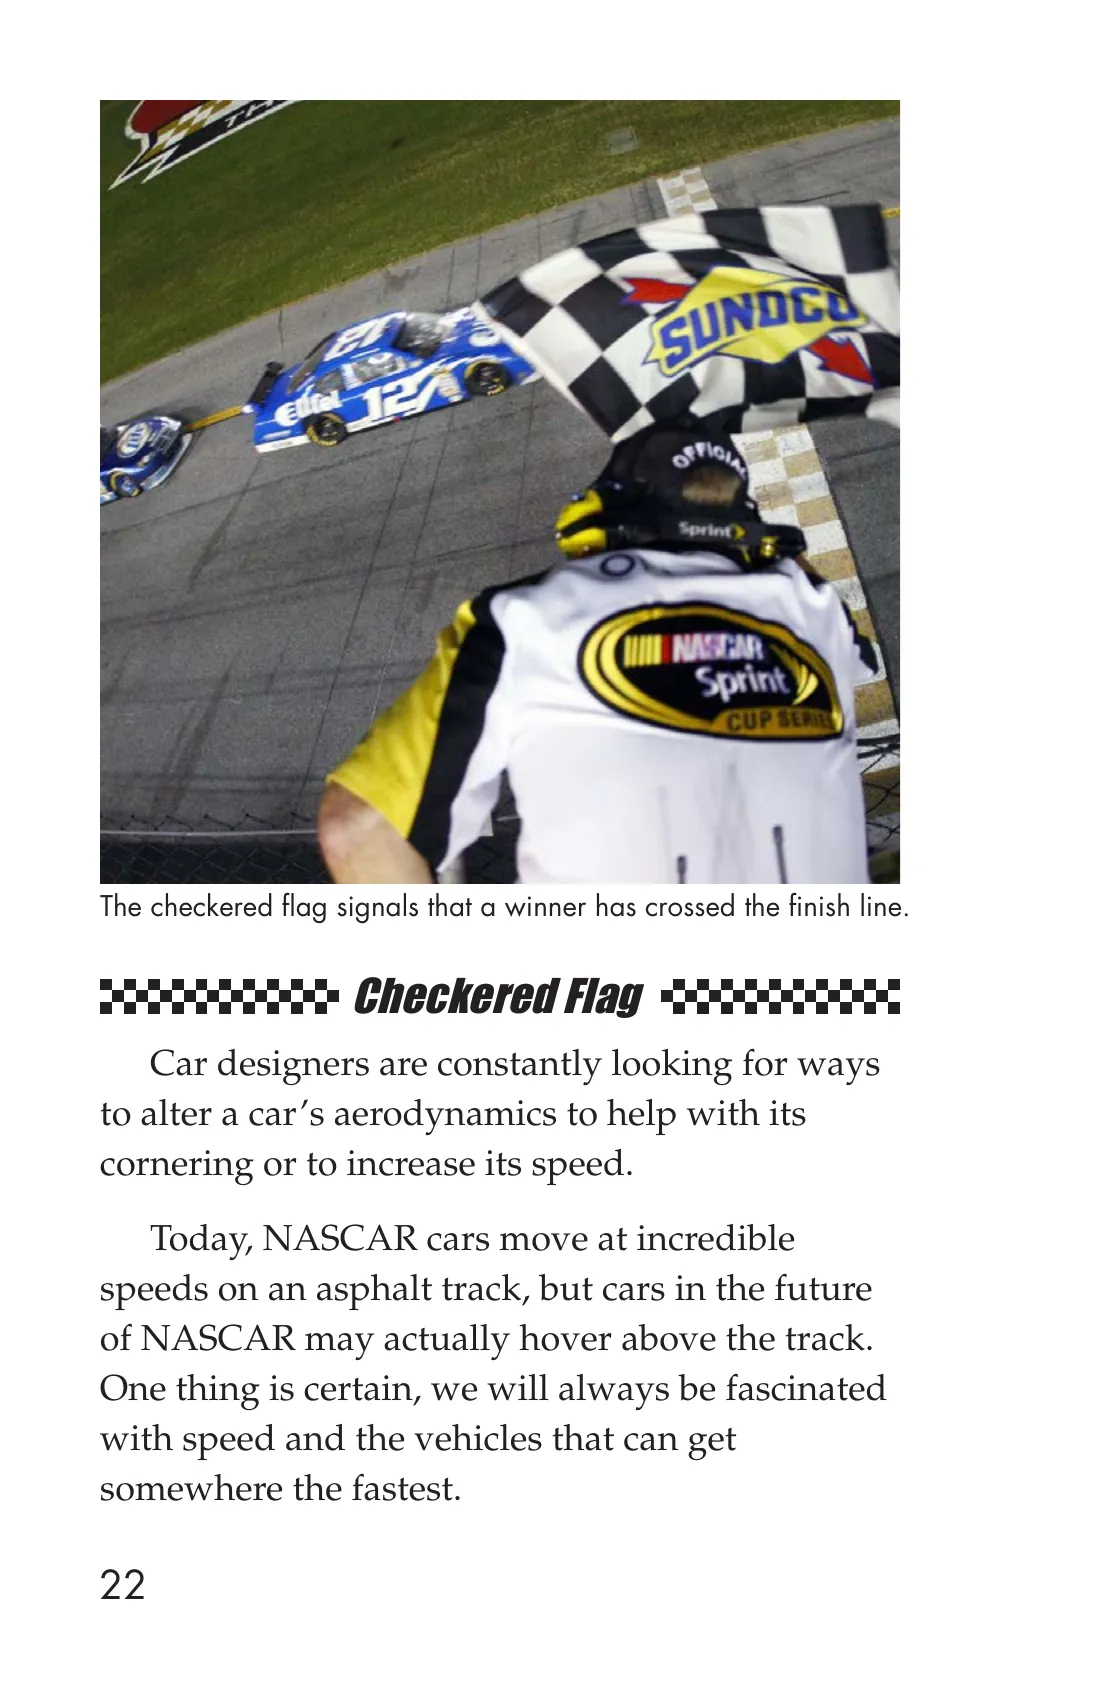 TH
SUNOCO
12
12
OFFICIAL
Sprint
NASCAR
Sprint
CUP SERIES
The checkered flag signals that a winner has crossed the finish line.
Checkered Flag
Car designers are constantly looking for ways
to alter a car’s aerodynamics to help with its
cornering or to increase its speed.
Today, NASCAR cars move at incredible
speeds on an asphalt track, but cars in the future
of NASCAR may actually hover above the track.
One thing is certain, we will always be fascinated
with speed and the vehicles that can get
somewhere the fastest.
22